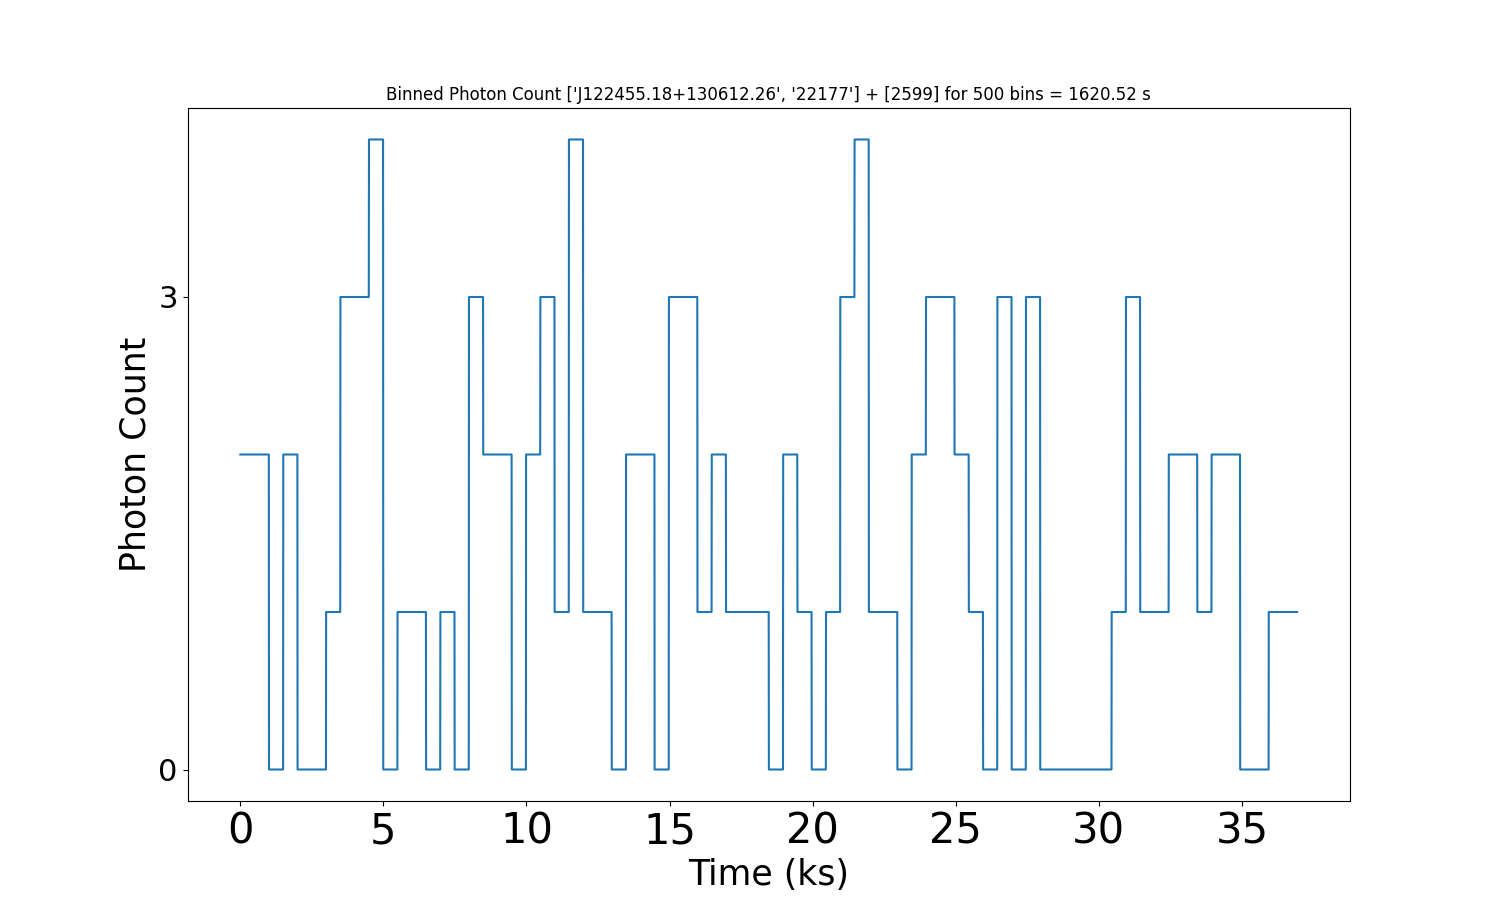 Binned Photon Count ['J122455.18+130612.26', '22177'] + [2599] for 500 bins = 1620.52 s
3
0
Photon Count
0 5 10 15 20 25 30 35
Time (ks)